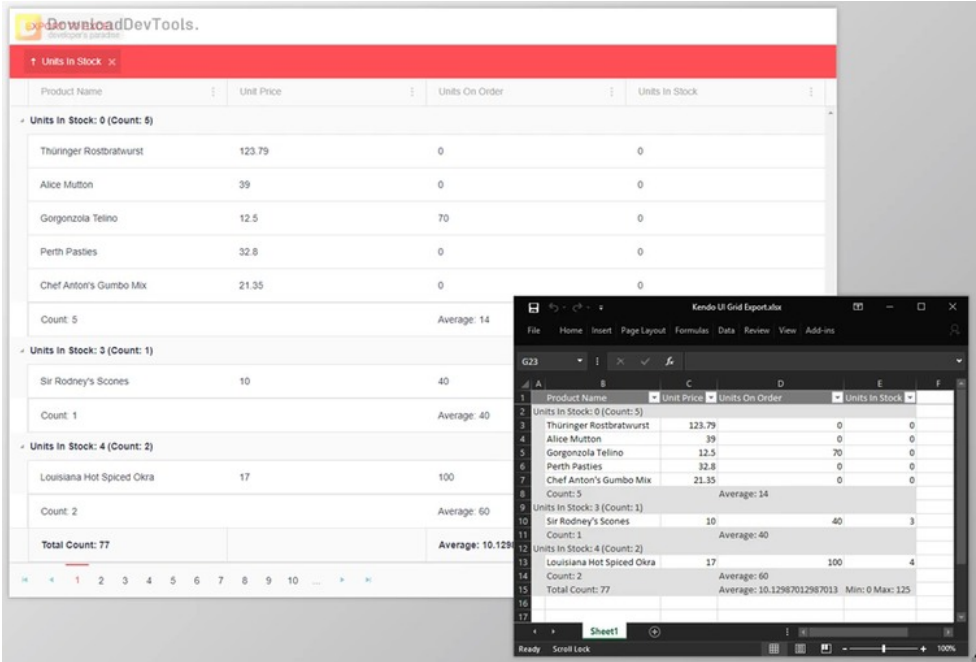 DownloadDevTools.
developer's paradise
↑ Units In Stock ×
Product Name Unit Price Units On Order Units In Stock
Units In Stock: 0 (Count: 5)
Thüringer Rostbratwurst 123.79 0 0
Alice Mutton 39 0 0
Gorgonzola Telino 12.5 70 0
Perth Pasties 32.8 0 0
Chef Anton's Gumbo Mix 21.35 0 0
Count: 5 Average: 14
Units In Stock: 3 (Count: 1)
Sir Rodney's Scones 10 40
Count: 1 Average: 40
Units In Stock: 4 (Count: 2)
Louisiana Hot Spiced Okra 17 100
Count: 2 Average: 60
Total Count: 77 Average: 10.1298
1 2 3 4 5 6 7 8 9 10 ...
Kendo UI Grid Export.xlsx
File Home Insert Page Layout Formulas Data Review View Add-ins
G23 fx
A B C D E F
1 Product Name Unit Price Units On Order Units In Stock
2 Units In Stock: 0 (Count: 5)
3 Thüringer Rostbratwurst 123.79 0 0
4 Alice Mutton 39 0 0
5 Gorgonzola Telino 12.5 70 0
6 Perth Pasties 32.8 0 0
7 Chef Anton's Gumbo Mix 21.35 0 0
8 Count: 5 Average: 14
9 Units In Stock: 3 (Count: 1)
10 Sir Rodney's Scones 10 40 3
11 Count: 1 Average: 40
12 Units In Stock: 4 (Count: 2)
13 Louisiana Hot Spiced Okra 17 100 4
14 Count: 2 Average: 60
15 Total Count: 77 Average: 10.12987012987013 Min: 0 Max: 125
16
17
Sheet1
Ready Scroll Lock 100%